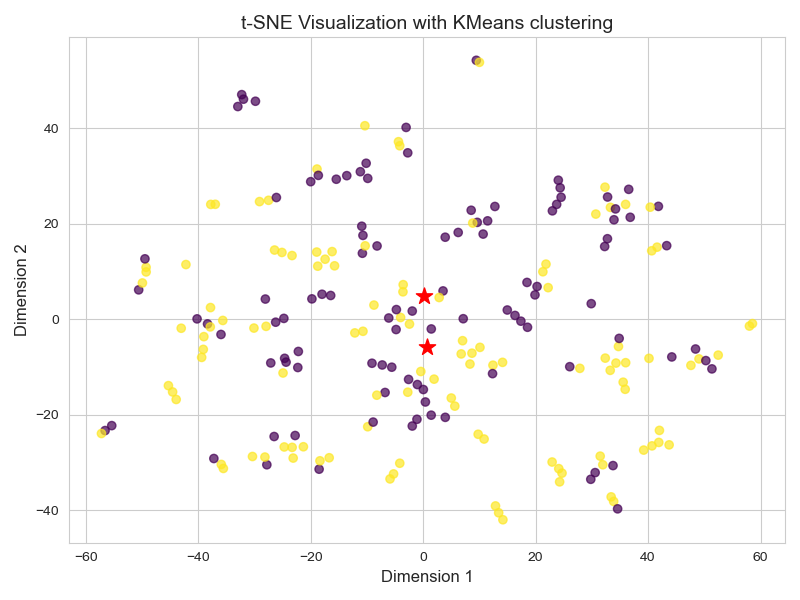 t-SNE Visualization with KMeans clustering
Dimension 2
40
20
0
−20
−40
−60 −40 −20 0 20 40 60
Dimension 1